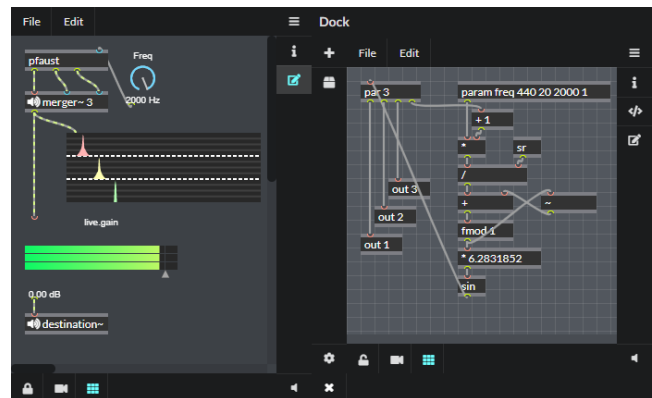 File Edit
pfaust
Freq
2000 Hz
merger~ 3
live.gain
0.00 dB
destination~
Dock
File Edit
par 3
param freq 440 20 2000 1
+ 1
*
sr
/
out 3
+
~
out 2
fmod 1
out 1
* 6.2831852
sin